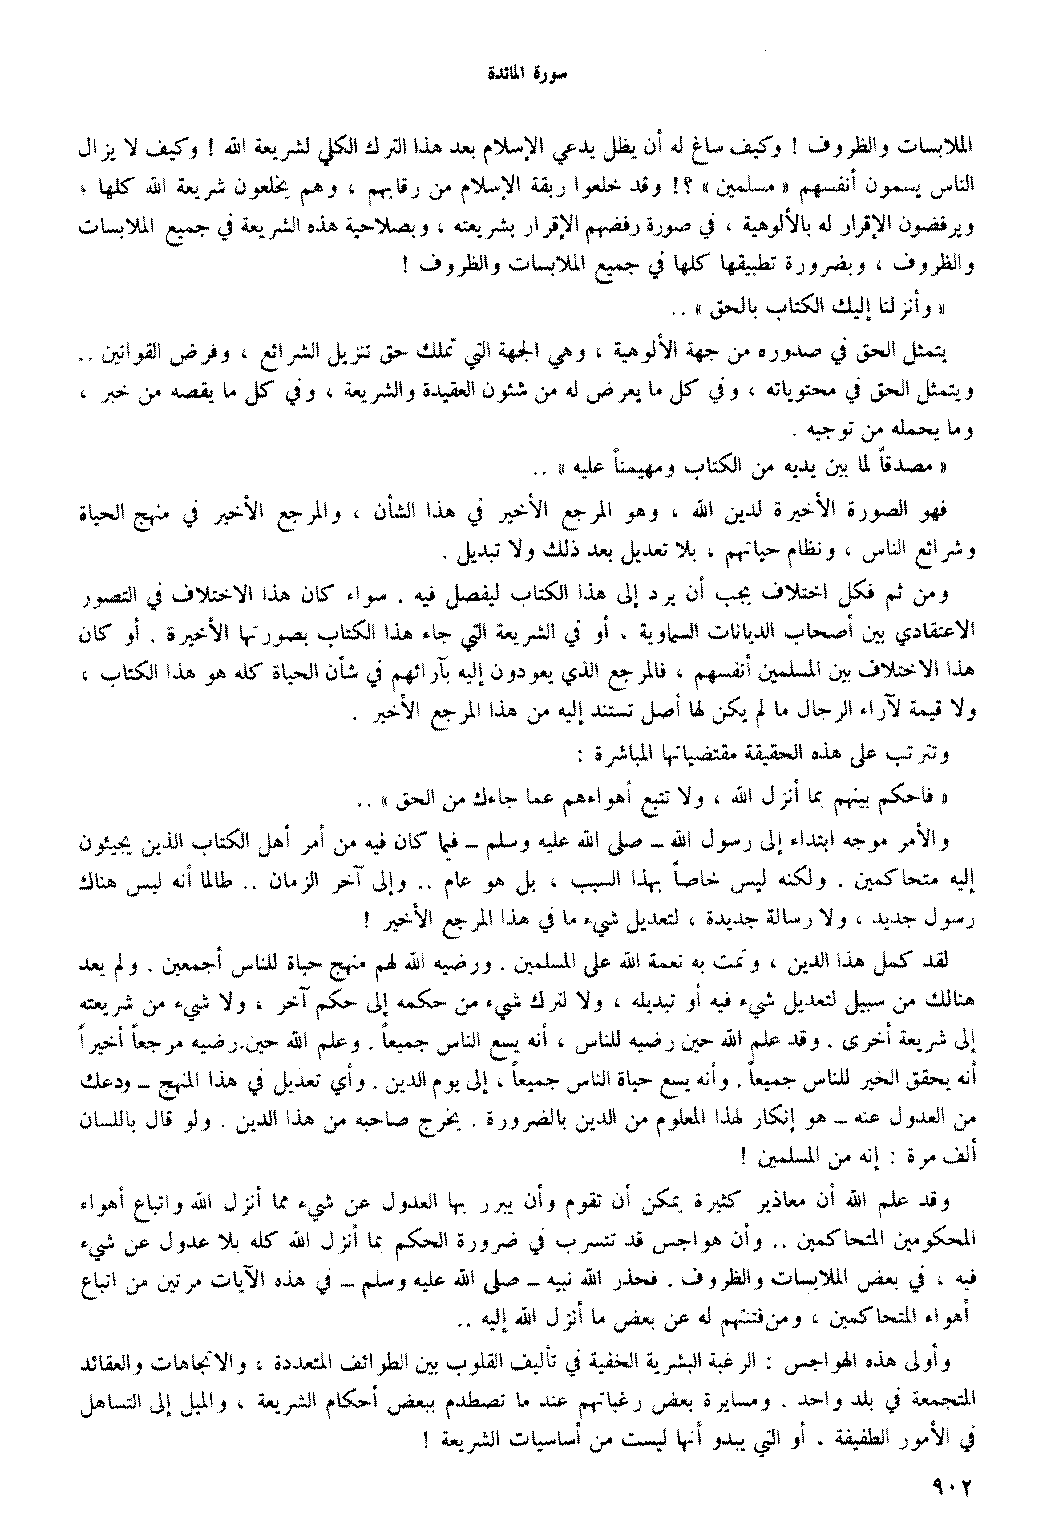 سورة المائدة
الملابسات والظروف ! وكيف ساغ له أن يظل يدعي الإسلام بعد هذا الترك الكلي لشريعة الله ! وكيف لا يزال
الناس يسمون أنفسهم « مسلمين » ؟! وقد خلعوا ربقة الإسلام من رقابهم ، وهم يخلعون شريعة الله كلها ،
ويرفضون الإقرار له بالألوهية ، في صورة رفضهم الإقرار بشريعته ، وبصلاحية هذه الشريعة في جميع الملابسات
والظروف ، وبضرورة تطبيقها كلها في جميع الملابسات والظروف !
« وأنزلنا إليك الكتاب بالحق » ..
يتمثل الحق في صدوره من جهة الألوهية ، وهي الجهة التي تملك حق تنزيل الشرائع ، وفرض القوانين ..
ويتمثل الحق في محتوياته ، وفي كل ما يعرض له من شئون العقيدة والشريعة ، وفي كل ما يقصه من خبر ،
وما يحمله من توجيه .
« مصدقاً لما بين يديه من الكتاب ومهيمناً عليه » ..
فهو الصورة الأخيرة لدين الله ، وهو المرجع الأخير في هذا الشأن ، والمرجع الأخير في منهج الحياة
وشرائع الناس ، ونظام حياتهم ، بلا تعديل بعد ذلك ولا تبديل .
ومن ثم فكل اختلاف يجب أن يرد إلى هذا الكتاب ليفصل فيه . سواء كان هذا الاختلاف في التصور
الاعتقادي بين أصحاب الديانات السماوية ، أو في الشريعة التي جاء هذا الكتاب بصورتها الأخيرة . أو كان
هذا الاختلاف بين المسلمين أنفسهم ، فالمرجع الذي يعودون إليه بآرائهم في شأن الحياة كله هو هذا الكتاب ،
ولا قيمة لآراء الرجال ما لم يكن لها أصل تستند إليه من هذا المرجع الأخير .
وتترتب على هذه الحقيقة مقتضياتها المباشرة :
« فاحكم بينهم بما أنزل الله ، ولا تتبع أهواءهم عما جاءك من الحق » ..
والأمر موجه ابتداء إلى رسول الله – صلى الله عليه وسلم – فيما كان فيه من أمر أهل الكتاب الذين يجيئون
إليه متحاكمين . ولكنه ليس خاصاً بهذا السبب ، بل هو عام .. وإلى آخر الزمان .. طالما أنه ليس هناك
رسول جديد ، ولا رسالة جديدة ، لتعديل شيء ما في هذا المرجع الأخير !
لقد كمل هذا الدين ، وتمت به نعمة الله على المسلمين . ورضيه الله لهم منهج حياة للناس أجمعين . ولم يعد
هنالك من سبيل لتعديل شيء فيه أو تبديله ، ولا لترك شيء من حكمه إلى حكم آخر ، ولا شيء من شريعته
إلى شريعة أخرى . وقد علم الله حين رضيه للناس ، أنه يسع الناس جميعاً . وعلم الله حين رضيه مرجعاً أخيراً
أنه يحقق الخير للناس جميعاً . وأنه يسع حياة الناس جميعاً ، إلى يوم الدين . وأي تعديل في هذا المنهج – ودعك
من العدول عنه – هو إنكار لهذا المعلوم من الدين بالضرورة . يخرج صاحبه من هذا الدين . ولو قال باللسان
ألف مرة : إنه من المسلمين !
وقد علم الله أن معاذير كثيرة يمكن أن تقوم وأن يبرر بها العدول عن شيء مما أنزل الله واتباع أهواء
المحكومين المتحاكمين .. وأن هواجس قد تتسرب في ضرورة الحكم بما أنزل الله كله بلا عدول عن شيء
فيه ، في بعض الملابسات والظروف . فحذر الله نبيه – صلى الله عليه وسلم – في هذه الآيات مرتين من اتباع
أهواء المتحاكمين ، ومن فتنتهم له عن بعض ما أنزل الله إليه ..
وأولى هذه الهواجس : الرغبة البشرية الخفية في تأليف القلوب بين الطوائف المتعددة ، والاتجاهات والعقائد
المتجمعة في بلد واحد . ومسايرة بعض رغباتهم عند ما تصطدم ببعض أحكام الشريعة ، والميل إلى التساهل
في الأمور الطفيفة . أو التي يبدو أنها ليست من أساسيات الشريعة !
٩٠٢